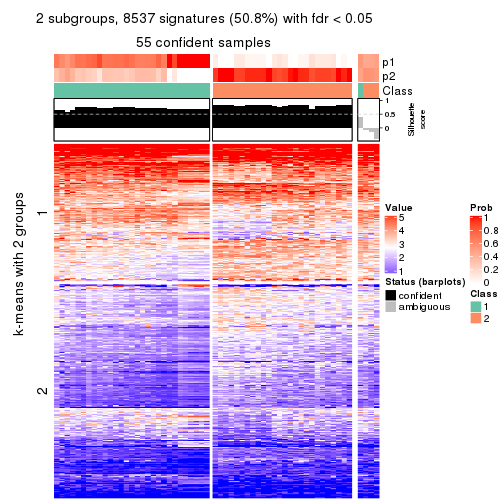 2 subgroups, 8537 signatures (50.8%) with fdr < 0.05
55 confident samples
p1
p2
Class
1
0.5
0
Silhouette
score
k-means with 2 groups
1
2
Value
5
4
3
2
1
Status (barplots)
confident
ambiguous
Prob
1
0.8
0.6
0.4
0.2
0
Class
1
2